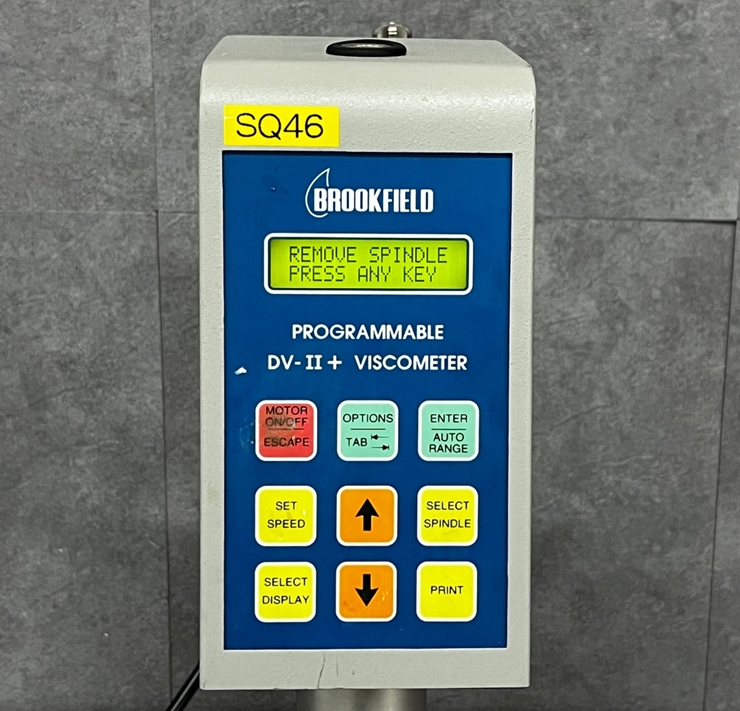 SQ46
BROOKFIELD
REMOVE SPINDLE
PRESS ANY KEY
PROGRAMMABLE
DV-II+ VISCOMETER
MOTOR
ON/OFF
ESCAPE
OPTIONS
TAB
ENTER
AUTO
RANGE
SET
SPEED
SELECT
SPINDLE
SELECT
DISPLAY
PRINT